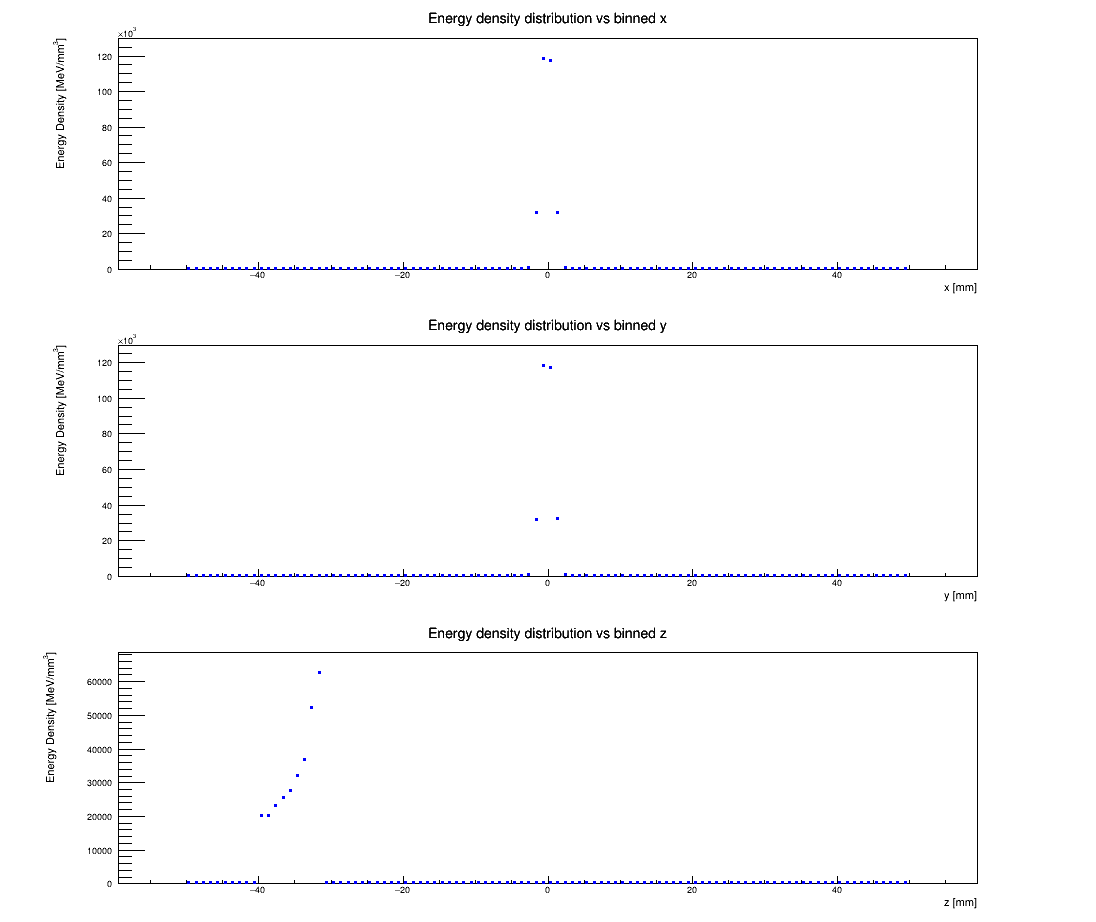 Energy density distribution vs binned x
×10³
Energy Density [MeV/mm³]
120
100
80
60
40
20
0
−40 −20 0 20 40
x [mm]
Energy density distribution vs binned y
×10³
Energy Density [MeV/mm³]
120
100
80
60
40
20
0
−40 −20 0 20 40
y [mm]
Energy density distribution vs binned z
Energy Density [MeV/mm³]
60000
50000
40000
30000
20000
10000
0
−40 −20 0 20 40
z [mm]